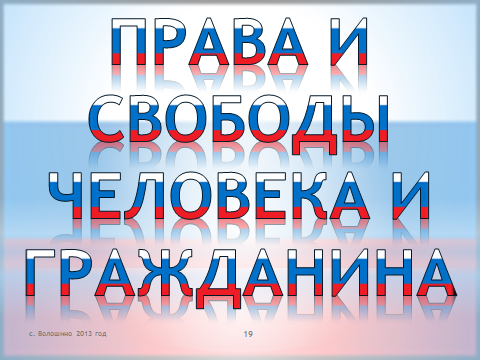 ПРАВА И
СВОБОДЫ
ЧЕЛОВЕКА И
ГРАЖДАНИНА
с. Волошино 2013 год
19